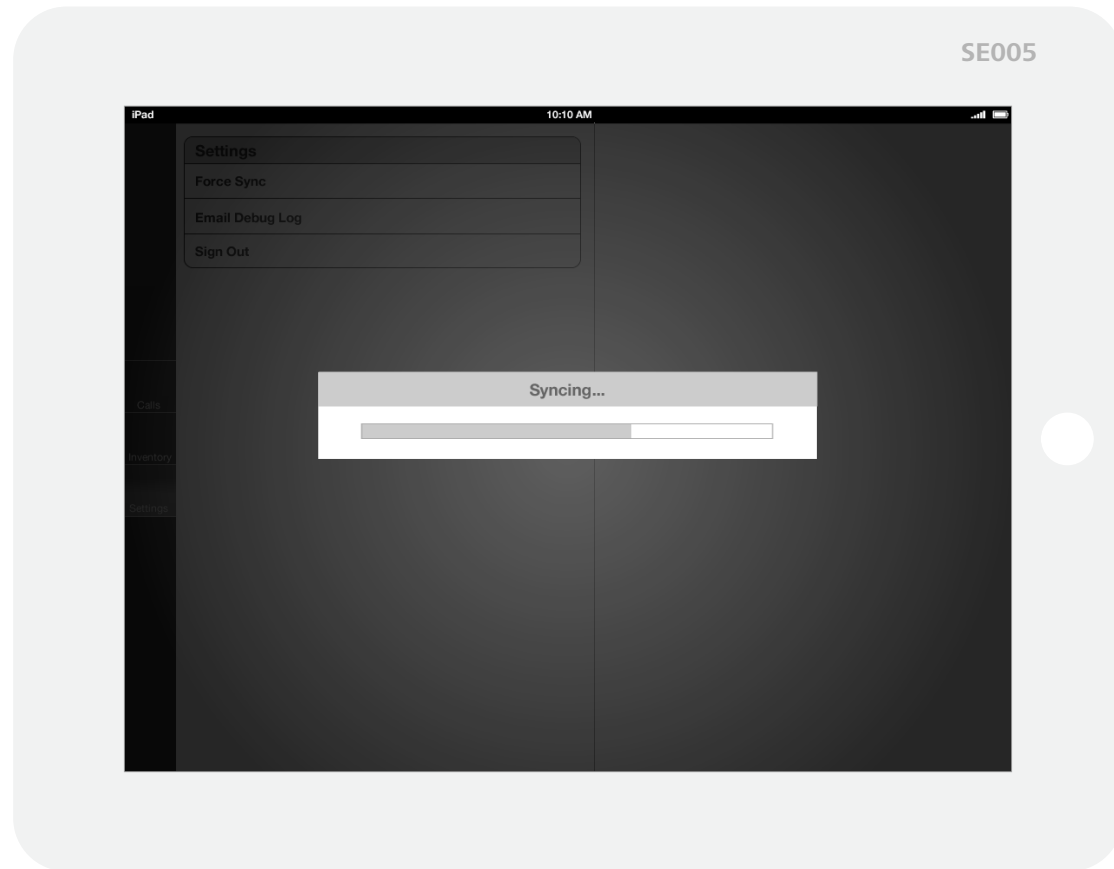 SE005
iPad 10:10 AM
Settings
Force Sync
Email Debug Log
Sign Out
Syncing...
Calls
Inventory
Settings